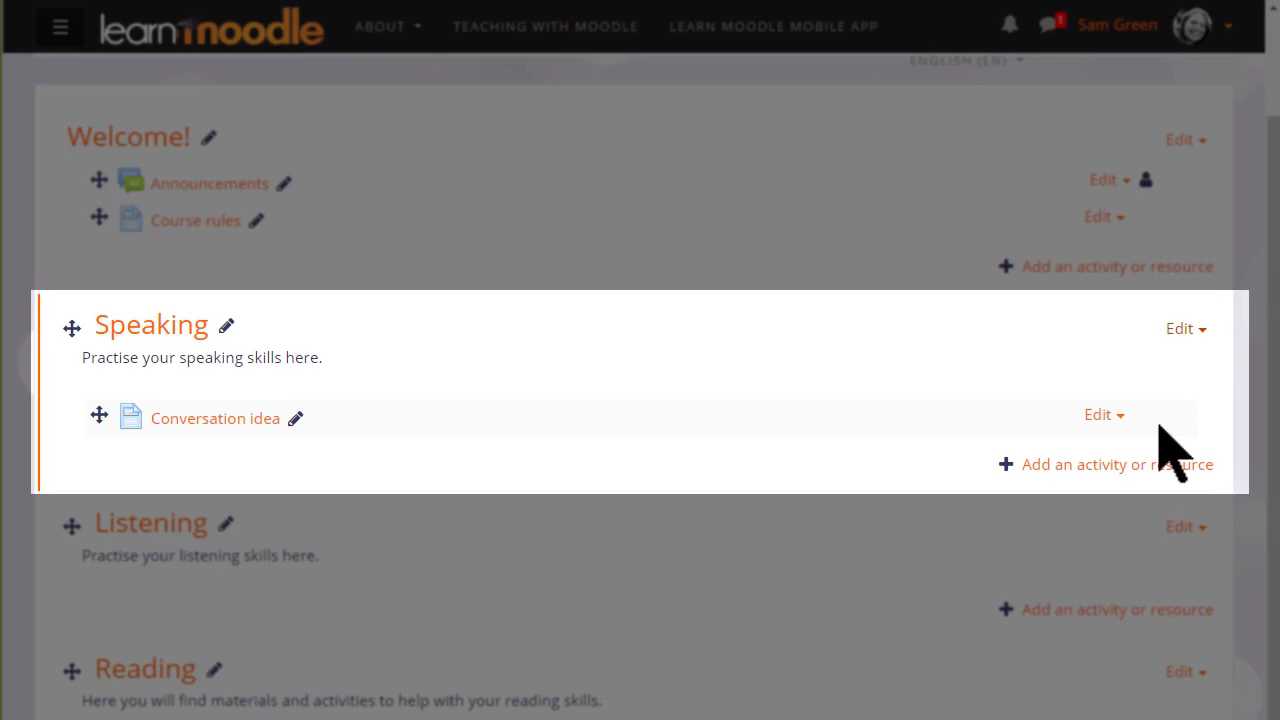 learn moodle ABOUT TEACHING WITH MOODLE LEARN MOODLE MOBILE APP 1 Sam Green
ENGLISH (EN)
Welcome! Edit
Announcements Edit
Course rules Edit
Add an activity or resource
Speaking Edit
Practise your speaking skills here.
Conversation idea Edit
Add an activity or resource
Listening Edit
Practise your listening skills here.
Add an activity or resource
Reading Edit
Here you will find materials and activities to help with your reading skills.